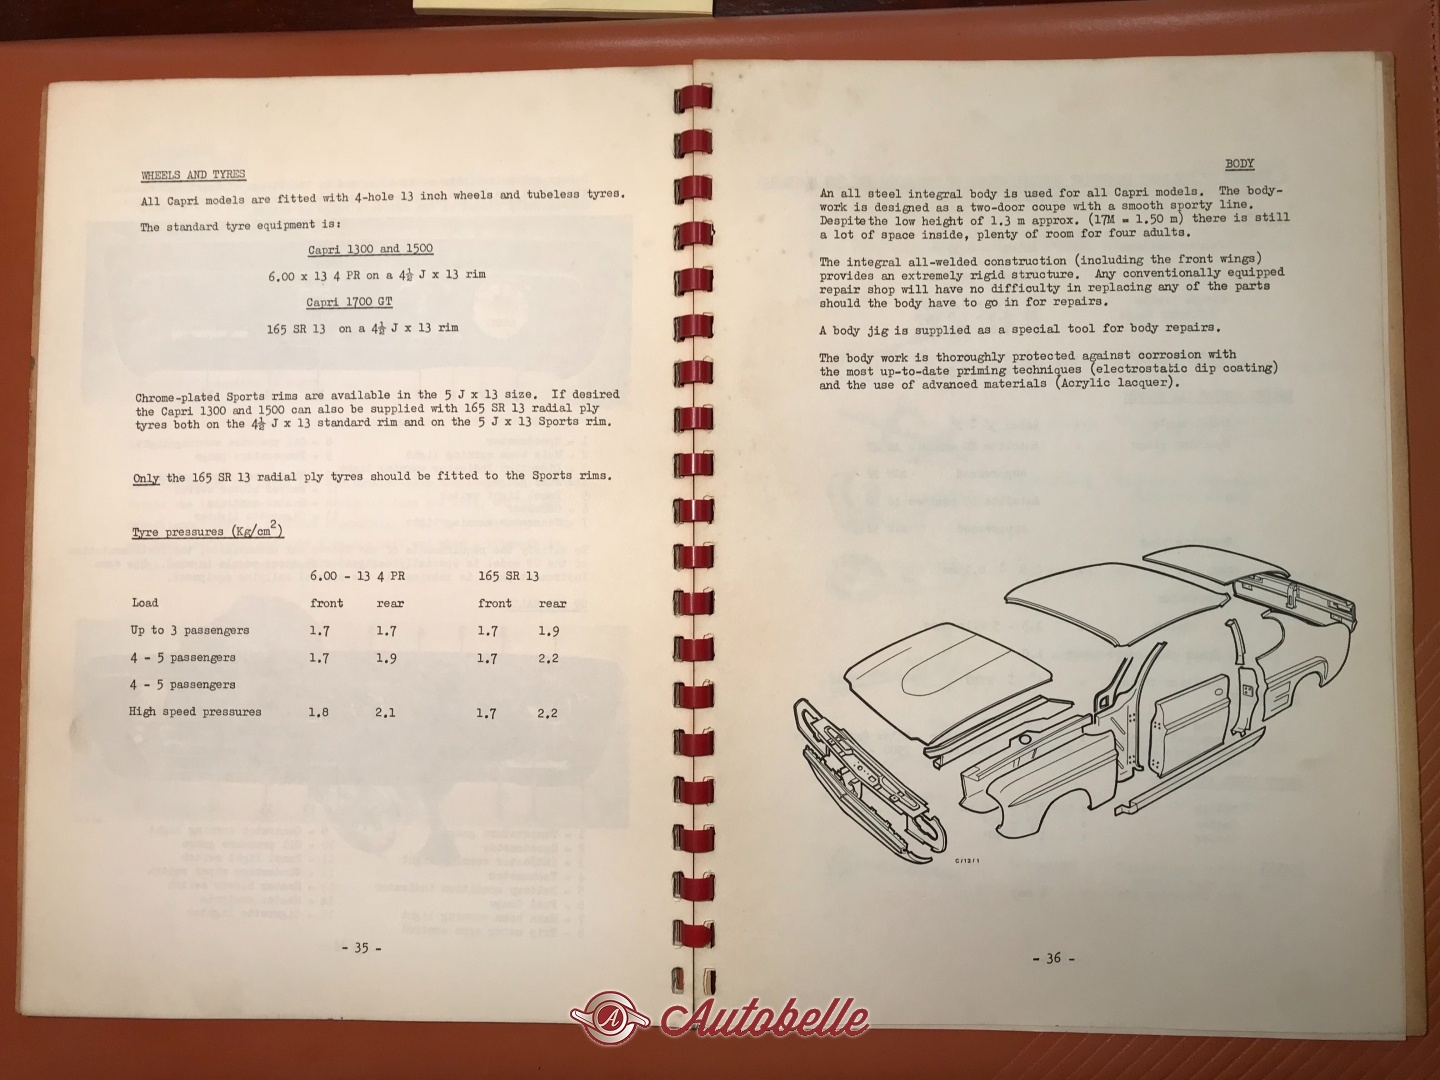 WHEELS AND TYRES
All Capri models are fitted with 4-hole 13 inch wheels and tubeless tyres.
The standard tyre equipment is:
Capri 1300 and 1500
6.00 x 13 4 PR on a 4½ J x 13 rim
Capri 1700 GT
165 SR 13 on a 4½ J x 13 rim
Chrome-plated Sports rims are available in the 5 J x 13 size. If desired
the Capri 1300 and 1500 can also be supplied with 165 SR 13 radial ply
tyres both on the 4½ J x 13 standard rim and on the 5 J x 13 Sports rim.
Only the 165 SR 13 radial ply tyres should be fitted to the Sports rims.
Tyre pressures (Kg/cm²)
6.00 - 13 4 PR 165 SR 13
Load front rear front rear
Up to 3 passengers 1.7 1.7 1.7 1.9
4 - 5 passengers 1.7 1.9 1.7 2.2
4 - 5 passengers
High speed pressures 1.8 2.1 1.7 2.2
- 35 -
BODY
An all steel integral body is used for all Capri models. The body-
work is designed as a two-door coupe with a smooth sporty line.
Despite the low height of 1.3 m approx. (17M = 1.50 m) there is still
a lot of space inside, plenty of room for four adults.
The integral all-welded construction (including the front wings)
provides an extremely rigid structure. Any conventionally equipped
repair shop will have no difficulty in replacing any of the parts
should the body have to go in for repairs.
A body jig is supplied as a special tool for body repairs.
The body work is thoroughly protected against corrosion with
the most up-to-date priming techniques (electrostatic dip coating)
and the use of advanced materials (Acrylic lacquer).
C/12/1
- 36 -
A Autobelle